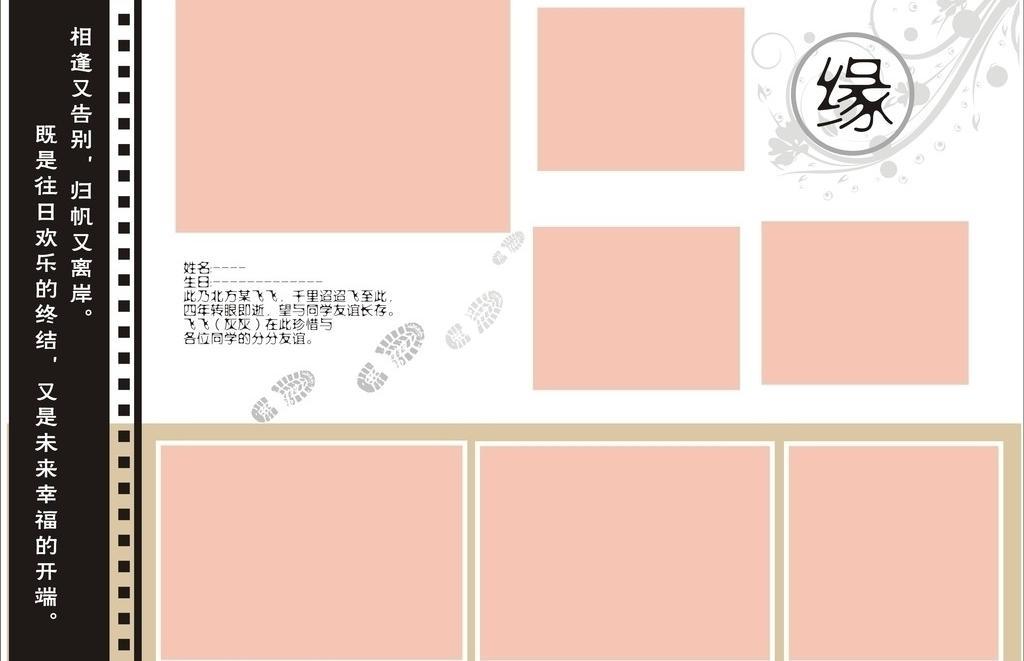 相逢又告别，归帆又离岸。
既是往日欢乐的终结，又是未来幸福的开端。
缘
姓名:----
生日:-------------
此乃北方某飞飞，千里迢迢飞至此，
四年转眼即逝，望与同学友谊长存。
飞飞（灰灰）在此珍惜与
各位同学的分分友谊。